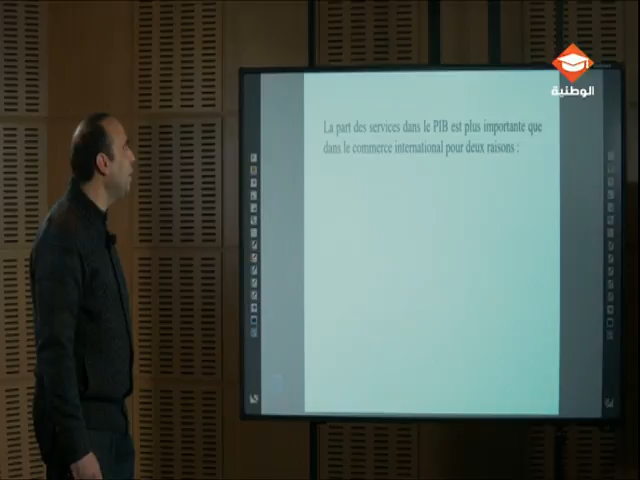 الوطنية
La part des services dans le PIB est plus importante que
dans le commerce international pour deux raisons :